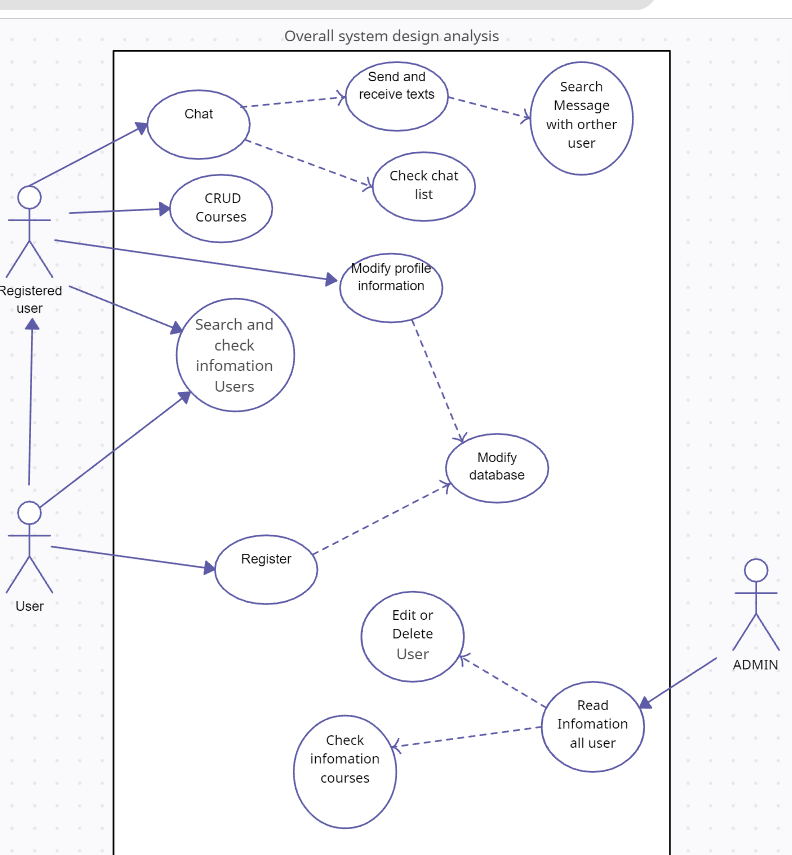 Overall system design analysis
Send and
receive texts
Search
Message
with orther
user
Chat
Check chat
list
CRUD
Courses
Modify profile
information
Registered
user
Search and
check
infomation
Users
Modify
database
Register
User
Edit or
Delete
User
ADMIN
Read
Infomation
all user
Check
infomation
courses